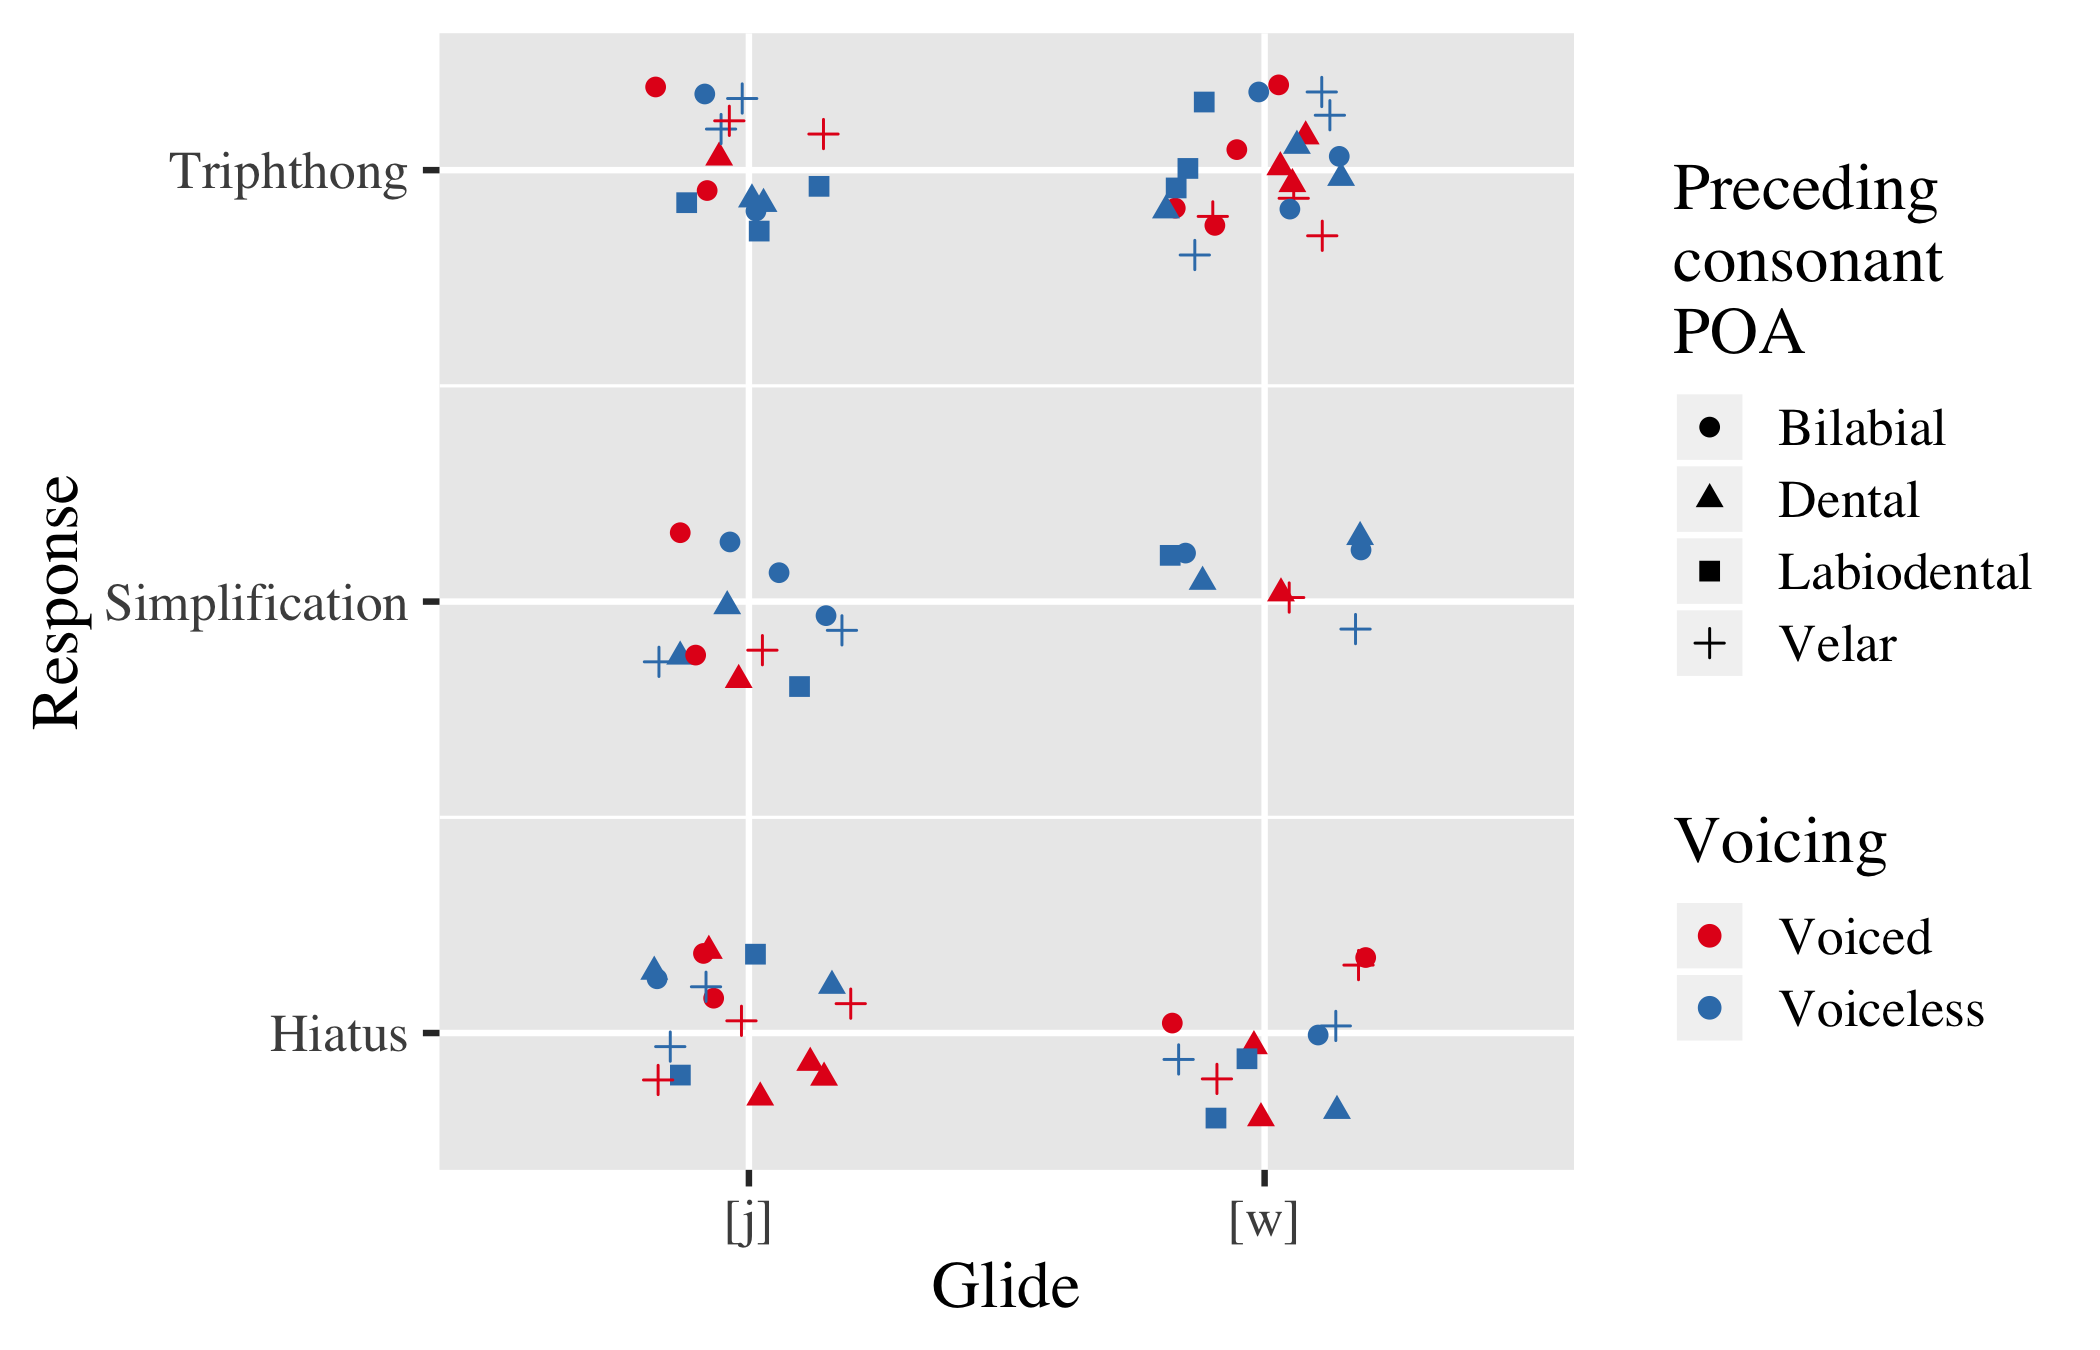 Response
Triphthong
Simplification
Hiatus
[j]
[w]
Glide
Preceding
consonant
POA
Bilabial
Dental
Labiodental
Velar
Voicing
Voiced
Voiceless